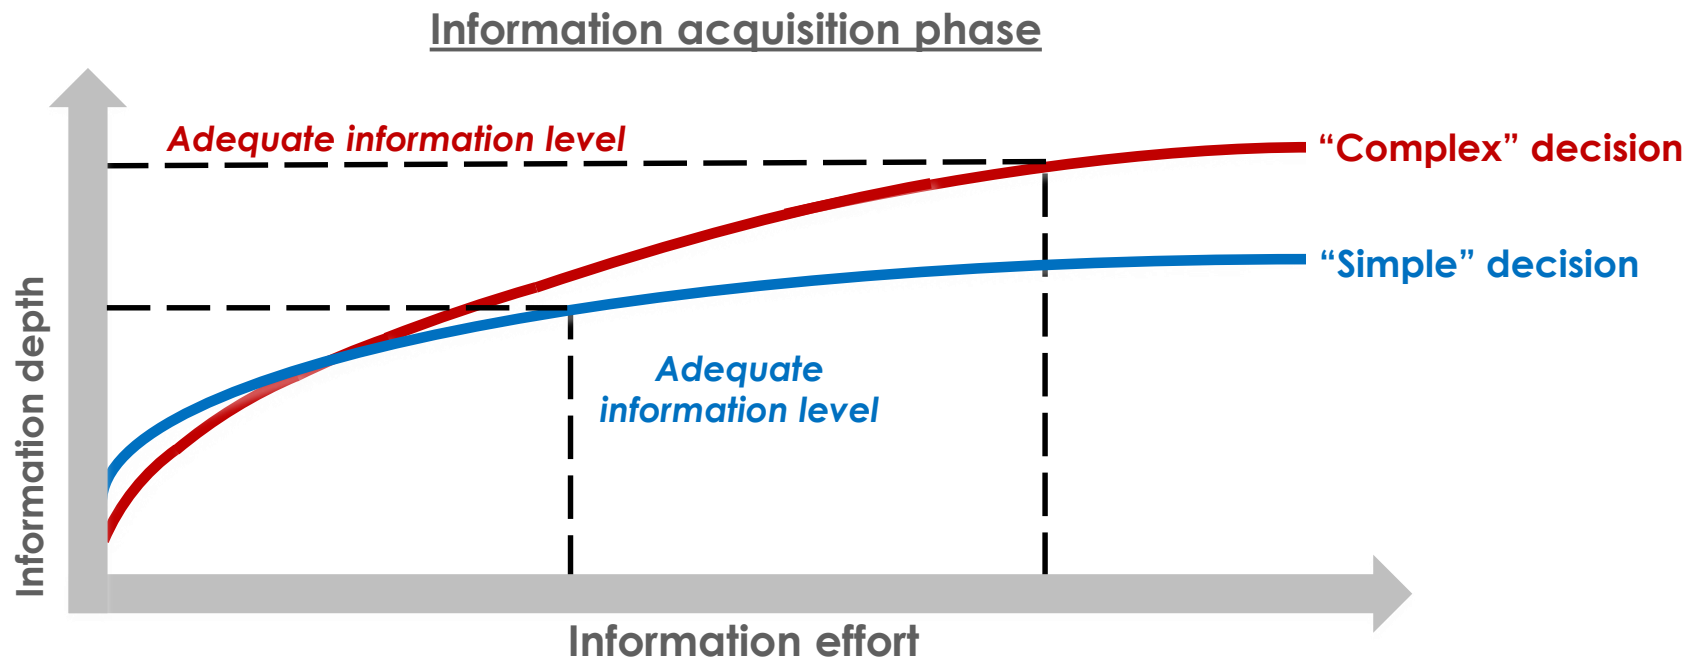 Information acquisition phase
Adequate information level
“Complex” decision
“Simple” decision
Adequate
information level
Information depth
Information effort